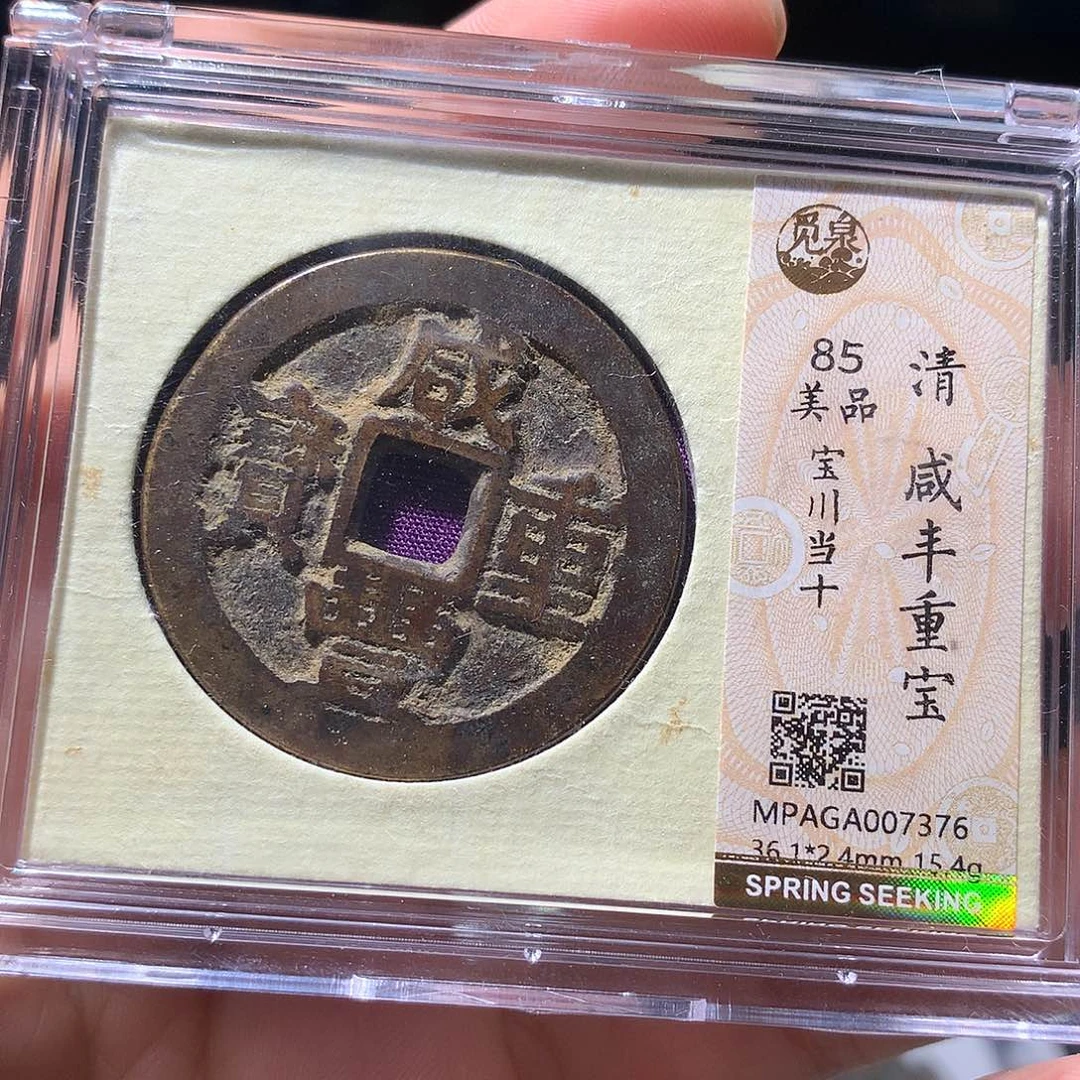 咸豐重寶
觅泉
清 咸丰重宝
85
美品
宝川当十
MPAGA007376
36.1*2.4mm 15.4g
SPRING SEEKING